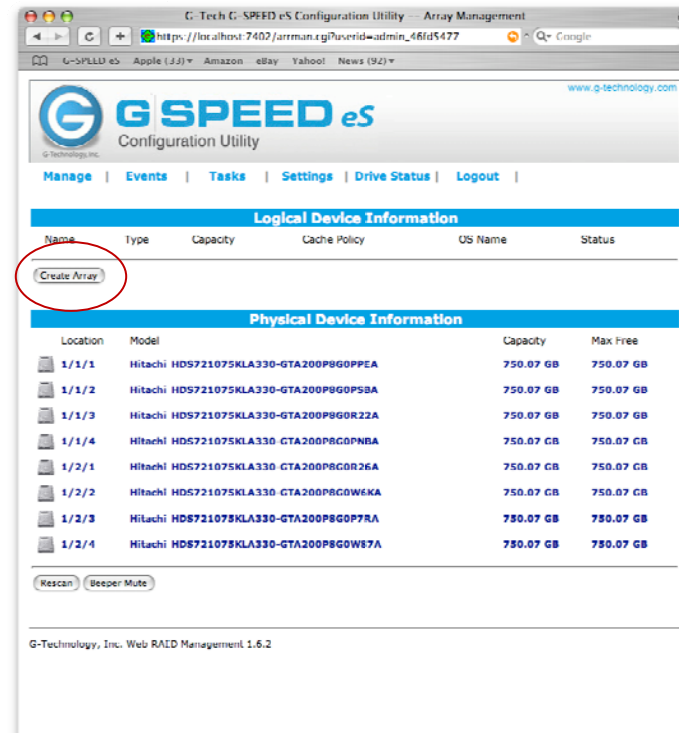 G-Tech G-SPEED eS Configuration Utility — Array Management
https://localhost:7402/arrman.cgi?userid=admin_46fd5477 Google
G-SPEED eS Apple (33) Amazon eBay Yahoo! News (92)
www.g-technology.com
G SPEED eS
Configuration Utility
G-Technology, Inc.
Manage | Events | Tasks | Settings | Drive Status | Logout |
Logical Device Information
Name Type Capacity Cache Policy OS Name Status
Create Array
Physical Device Information
Location Model Capacity Max Free
1/1/1 Hitachi HDS721075KLA330-GTA200P8G0PPEA 750.07 GB 750.07 GB
1/1/2 Hitachi HDS721075KLA330-GTA200P8G0PSBA 750.07 GB 750.07 GB
1/1/3 Hitachi HDS721075KLA330-GTA200P8G0R22A 750.07 GB 750.07 GB
1/1/4 Hitachi HDS721075KLA330-GTA200P8G0PNBA 750.07 GB 750.07 GB
1/2/1 Hitachi HDS721075KLA330-GTA200P8G0R26A 750.07 GB 750.07 GB
1/2/2 Hitachi HDS721075KLA330-GTA200P8G0W6KA 750.07 GB 750.07 GB
1/2/3 Hitachi HDS721075KLA330-GTA200P8G0P7RA 750.07 GB 750.07 GB
1/2/4 Hitachi HDS721075KLA330-GTA200P8G0W87A 750.07 GB 750.07 GB
Rescan Beeper Mute
G-Technology, Inc. Web RAID Management 1.6.2